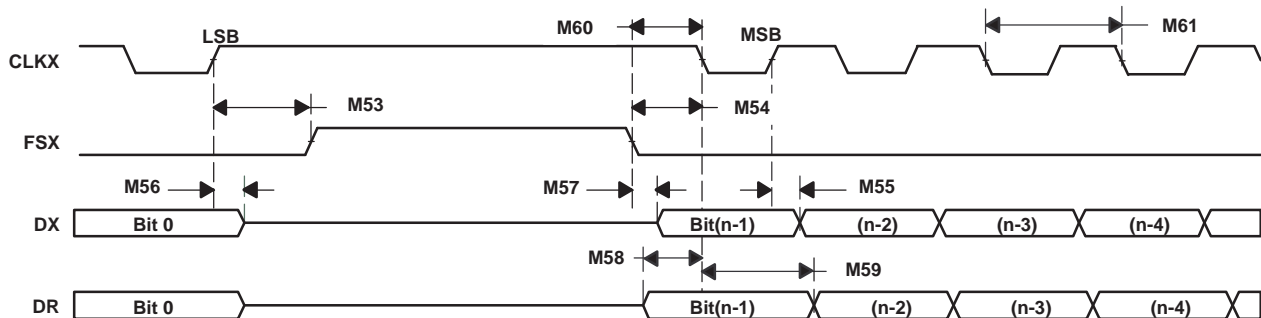 LSB
M60
MSB
M61
CLKX
M53
M54
FSX
M56
M57
M55
DX
Bit 0
Bit(n-1)
(n-2)
(n-3)
(n-4)
M58
M59
DR
Bit 0
Bit(n-1)
(n-2)
(n-3)
(n-4)